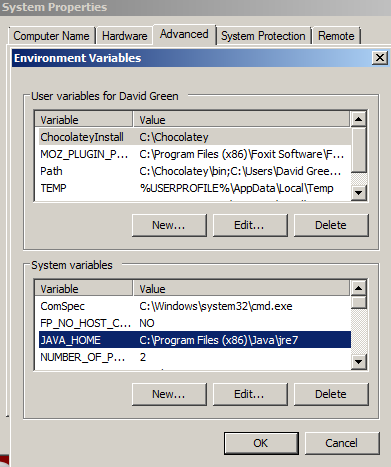 System Properties
Computer Name Hardware Advanced System Protection Remote
Environment Variables
User variables for David Green
Variable Value
ChocolateyInstall C:\Chocolatey
MOZ_PLUGIN_P... C:\Program Files (x86)\Foxit Software\F...
Path C:\Chocolatey\bin;C:\Users\David Gree...
TEMP %USERPROFILE%\AppData\Local\Temp
New... Edit... Delete
System variables
Variable Value
ComSpec C:\Windows\system32\cmd.exe
FP_NO_HOST_C... NO
JAVA_HOME C:\Program Files (x86)\Java\jre7
NUMBER_OF_P... 2
New... Edit... Delete
OK Cancel